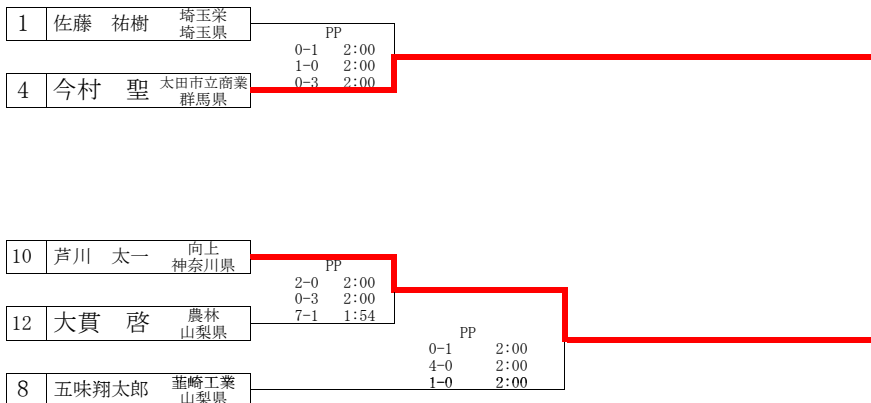 1 佐藤 祐樹 埼玉栄
埼玉県
PP
0-1 2:00
1-0 2:00
0-3 2:00
4 今村 聖 太田市立商業
群馬県
10 芦川 太一 向上
神奈川県
PP
2-0 2:00
0-3 2:00
7-1 1:54
12 大貫 啓 農林
山梨県
PP
0-1 2:00
4-0 2:00
1-0 2:00
8 五味翔太郎 韮崎工業
山梨県